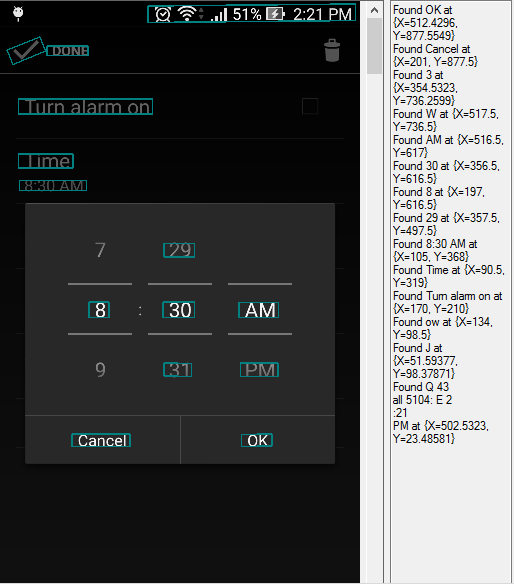 51% 2:21 PM
DONE
Turn alarm on
Time
8:30 AM
7 29
8 : 30 AM
9 31 PM
Cancel OK
Found OK at
{X=512.4296,
Y=877.5549}
Found Cancel at
{X=201, Y=877.5}
Found 3 at
{X=354.5323,
Y=736.2599}
Found W at {X=517.5,
Y=736.5}
Found AM at {X=516.5,
Y=617}
Found 30 at {X=356.5,
Y=616.5}
Found 8 at {X=197,
Y=616.5}
Found 29 at {X=357.5,
Y=497.5}
Found 8:30 AM at
{X=105, Y=368}
Found Time at {X=90.5,
Y=319}
Found Turn alarm on at
{X=170, Y=210}
Found ow at {X=134,
Y=98.5}
Found J at
{X=51.59377,
Y=98.37871}
Found Q 43
all 5104: E 2
:21
PM at {X=502.5323,
Y=23.48581}